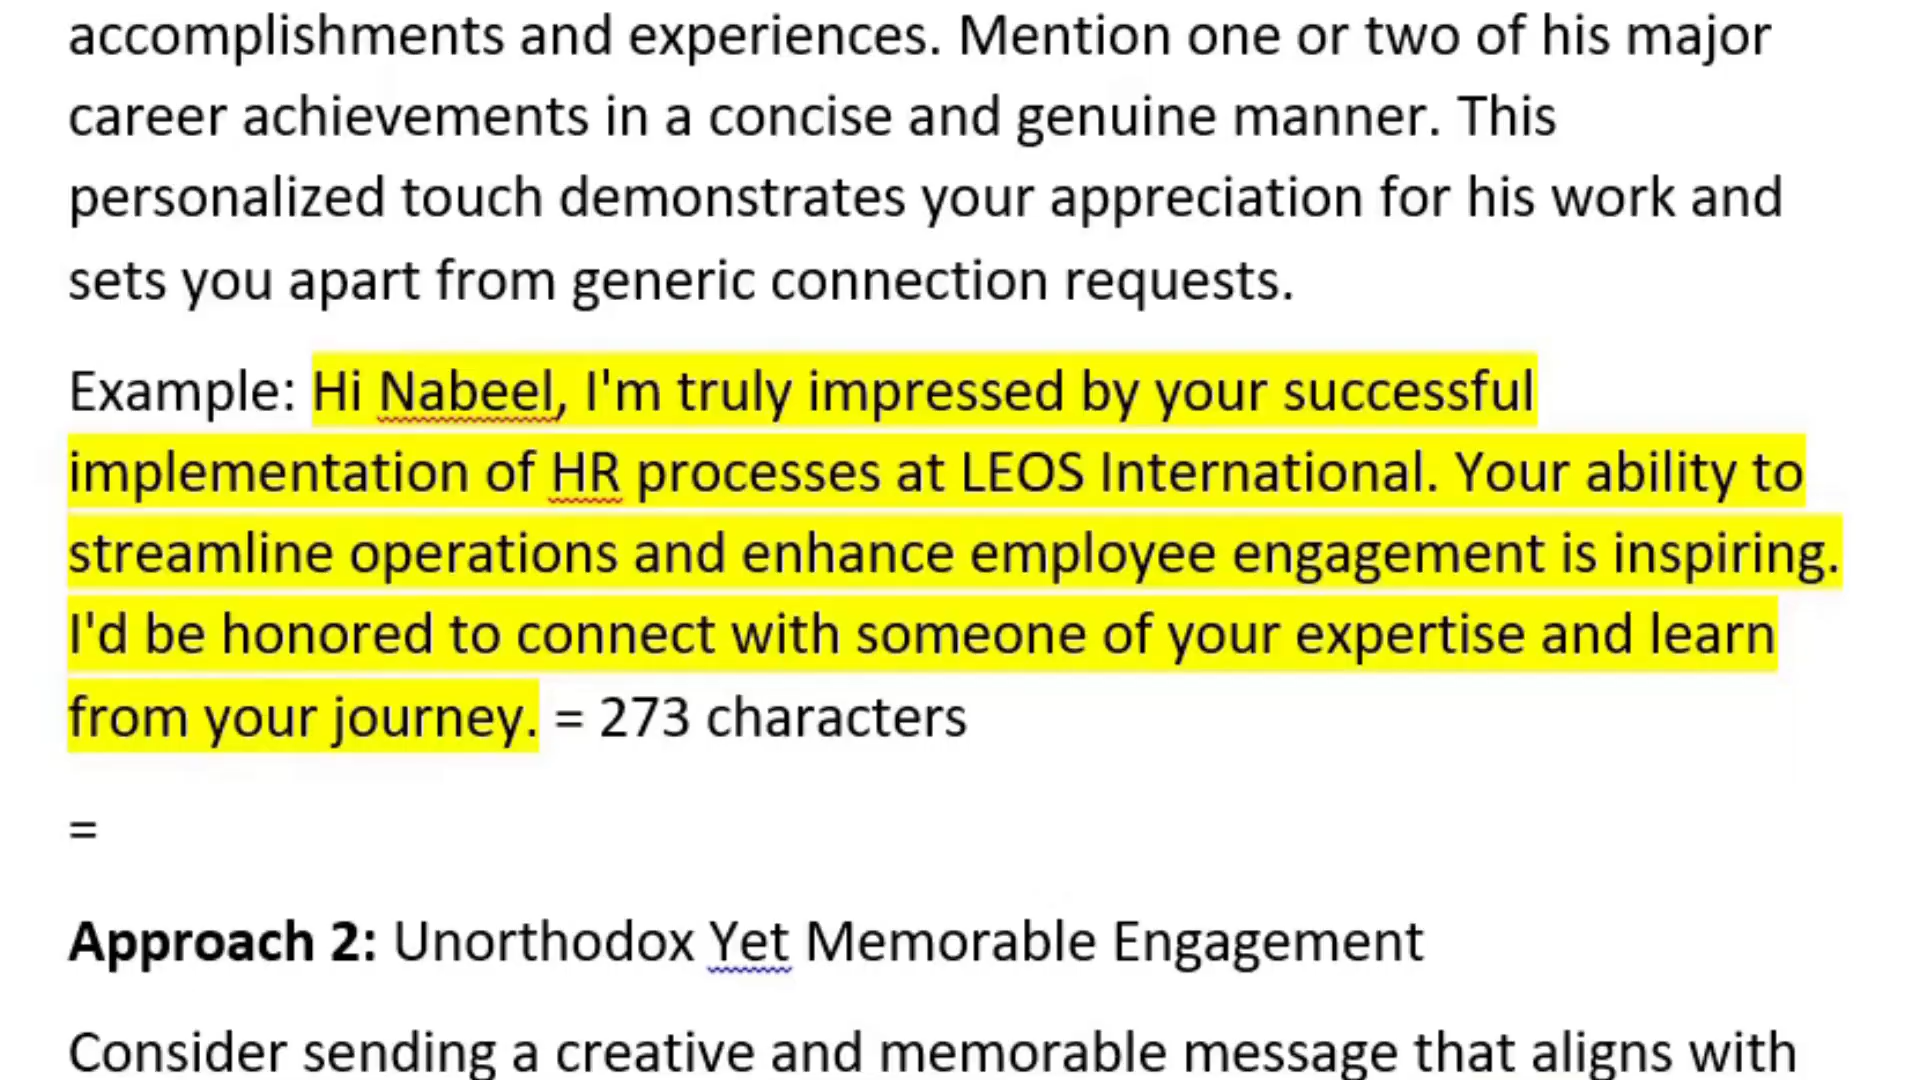 accomplishments and experiences. Mention one or two of his major
career achievements in a concise and genuine manner. This
personalized touch demonstrates your appreciation for his work and
sets you apart from generic connection requests.
Example: Hi Nabeel, I'm truly impressed by your successful
implementation of HR processes at LEOS International. Your ability to
streamline operations and enhance employee engagement is inspiring.
I'd be honored to connect with someone of your expertise and learn
from your journey. = 273 characters
=
Approach 2: Unorthodox Yet Memorable Engagement
Consider sending a creative and memorable message that aligns with